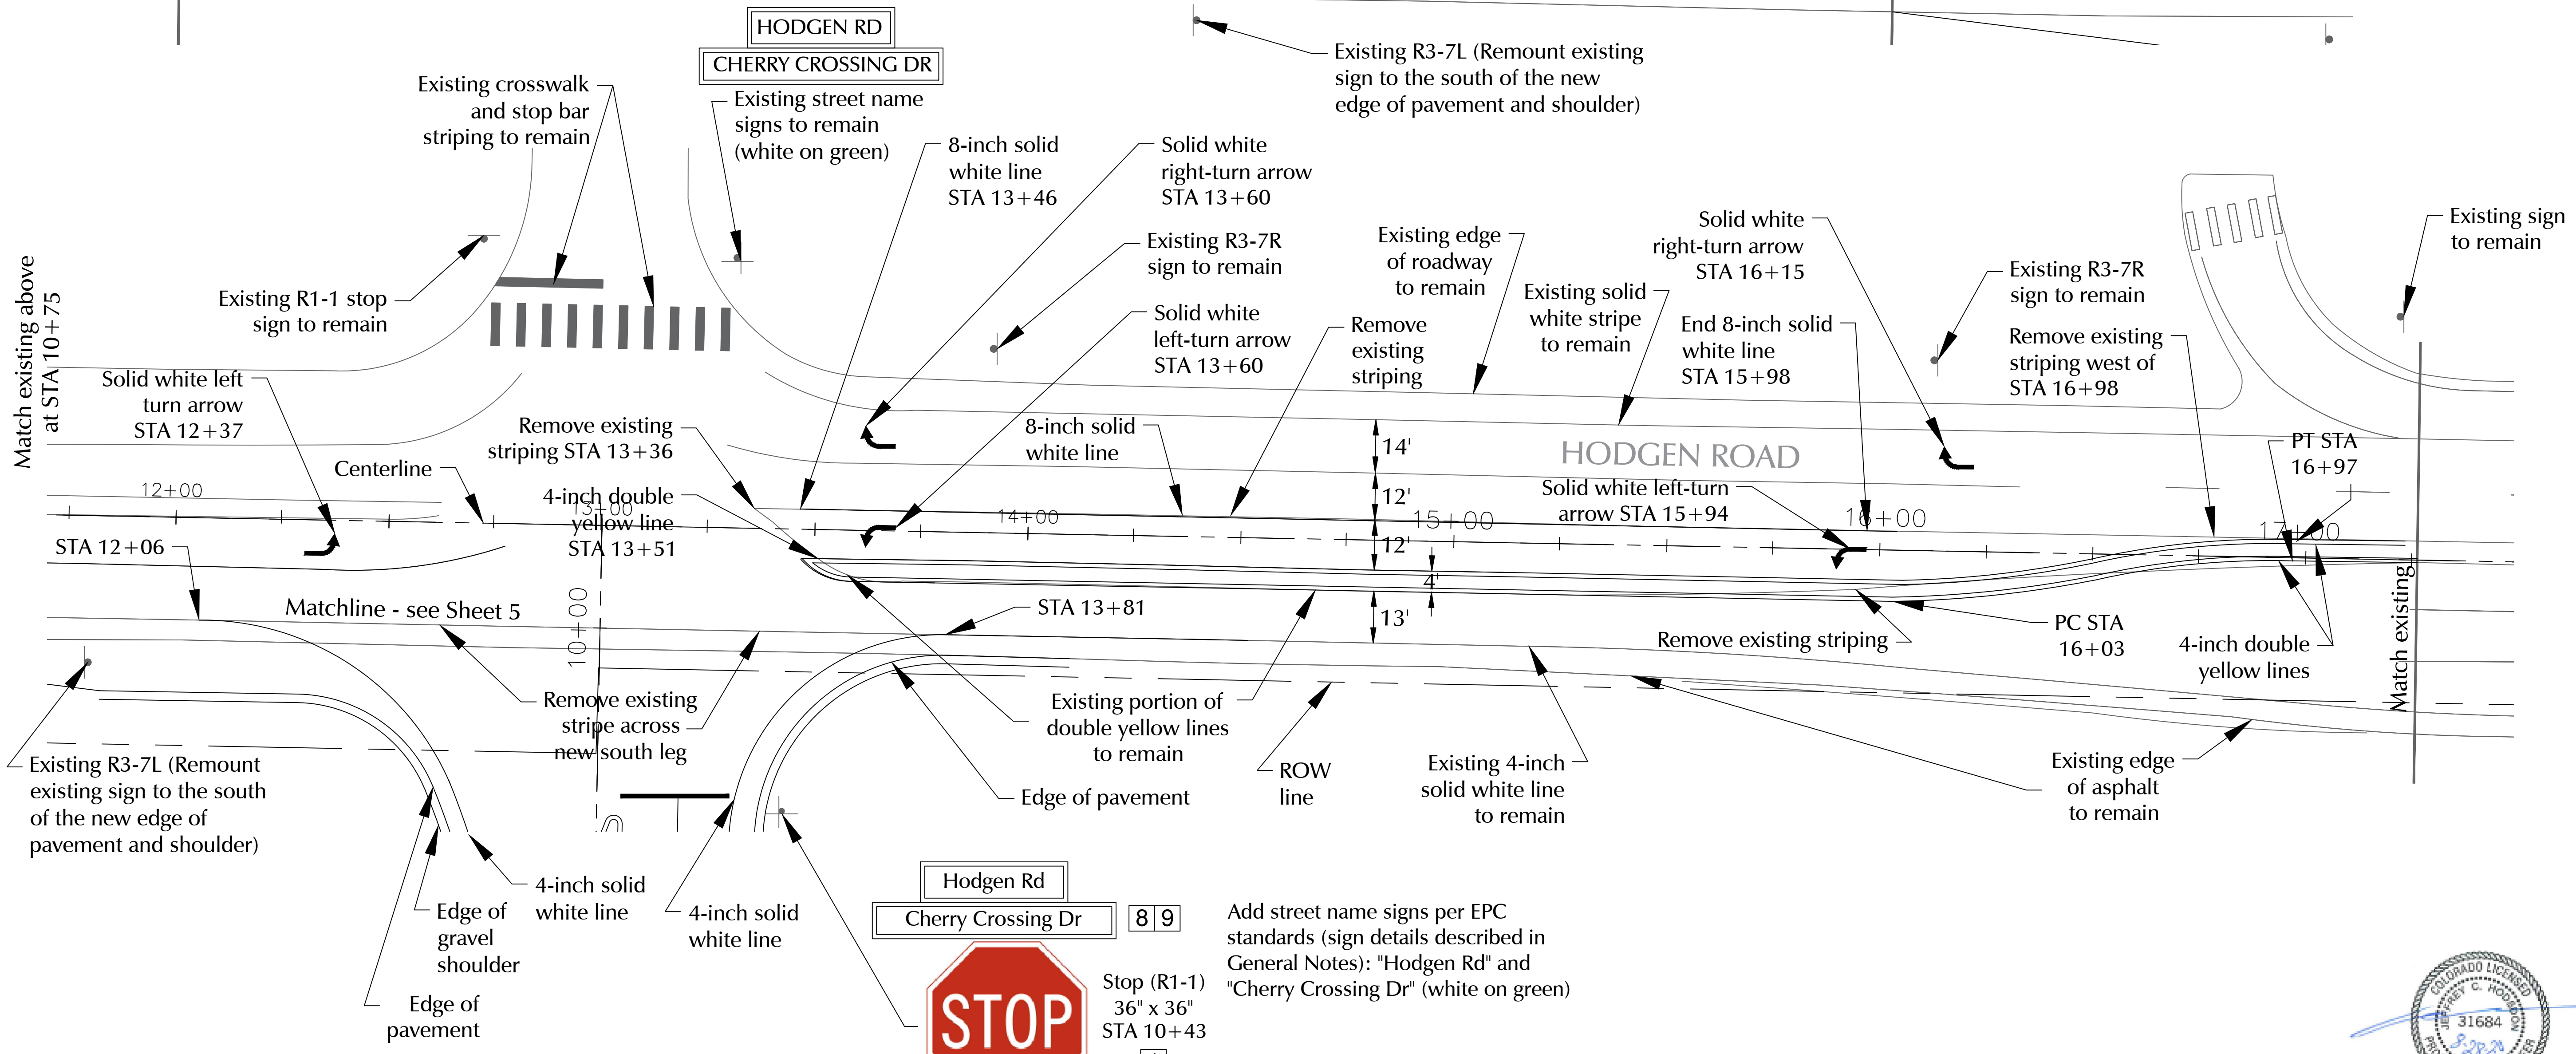 HODGEN RD
CHERRY CROSSING DR
Existing street name
signs to remain
(white on green)
Existing crosswalk
and stop bar
striping to remain
Existing R3-7L (Remount existing
sign to the south of the new
edge of pavement and shoulder)
8-inch solid
white line
STA 13+46
Solid white
right-turn arrow
STA 13+60
Existing R3-7R
sign to remain
Solid white
left-turn arrow
STA 13+60
Existing edge
of roadway
to remain
Remove
existing
striping
Existing solid
white stripe
to remain
Solid white
right-turn arrow
STA 16+15
End 8-inch solid
white line
STA 15+98
Existing R3-7R
sign to remain
Remove existing
striping west of
STA 16+98
Existing sign
to remain
Match existing above
at STA 10+75
Existing R1-1 stop
sign to remain
Solid white left
turn arrow
STA 12+37
Centerline
Remove existing
striping STA 13+36
4-inch double
yellow line
STA 13+51
8-inch solid
white line
14'
12'
12'
4'
13'
HODGEN ROAD
Solid white left-turn
arrow STA 15+94
PT STA
16+97
12+00
13+00
14+00
15+00
16+00
17+00
10+00
STA 12+06
Matchline - see Sheet 5
STA 13+81
Remove existing striping
PC STA
16+03
4-inch double
yellow lines
Match existing
Remove existing
stripe across
new south leg
Existing portion of
double yellow lines
to remain
Edge of pavement
ROW
line
Existing 4-inch
solid white line
to remain
Existing edge
of asphalt
to remain
Existing R3-7L (Remount
existing sign to the south
of the new edge of
pavement and shoulder)
4-inch solid
white line
Edge of
gravel
shoulder
Edge of
pavement
4-inch solid
white line
Hodgen Rd
Cherry Crossing Dr
8 9
STOP
Stop (R1-1)
36" x 36"
STA 10+43
Add street name signs per EPC
standards (sign details described in
General Notes): "Hodgen Rd" and
"Cherry Crossing Dr" (white on green)
COLORADO LICENSED
JEFFREY C. HODSDON
31684
8-28-20